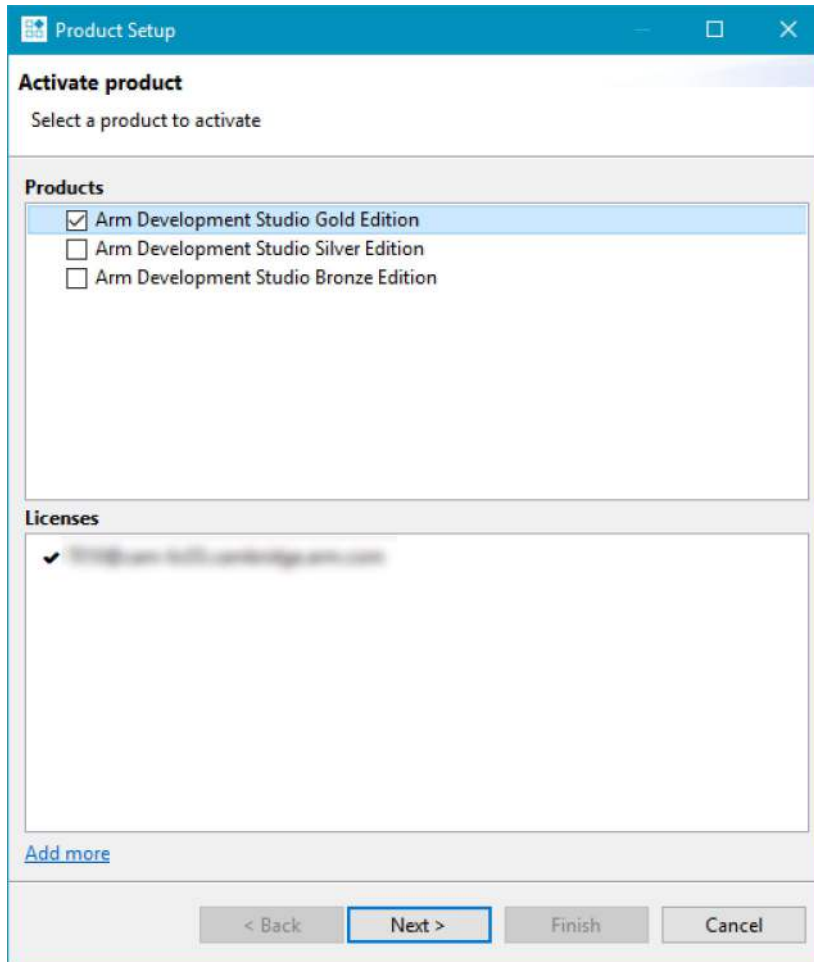 Product Setup
Activate product
Select a product to activate
Products
Arm Development Studio Gold Edition
Arm Development Studio Silver Edition
Arm Development Studio Bronze Edition
Licenses
Add more
< Back Next > Finish Cancel